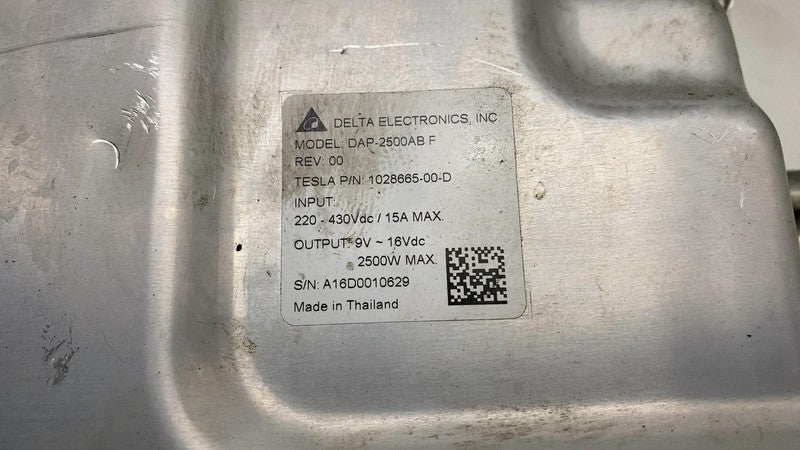 DELTA ELECTRONICS, INC
MODEL: DAP-2500AB F
REV: 00
TESLA P/N: 1028665-00-D
INPUT:
220 - 430Vdc / 15A MAX.
OUTPUT: 9V ~ 16Vdc
2500W MAX.
S/N: A16D0010629
Made in Thailand